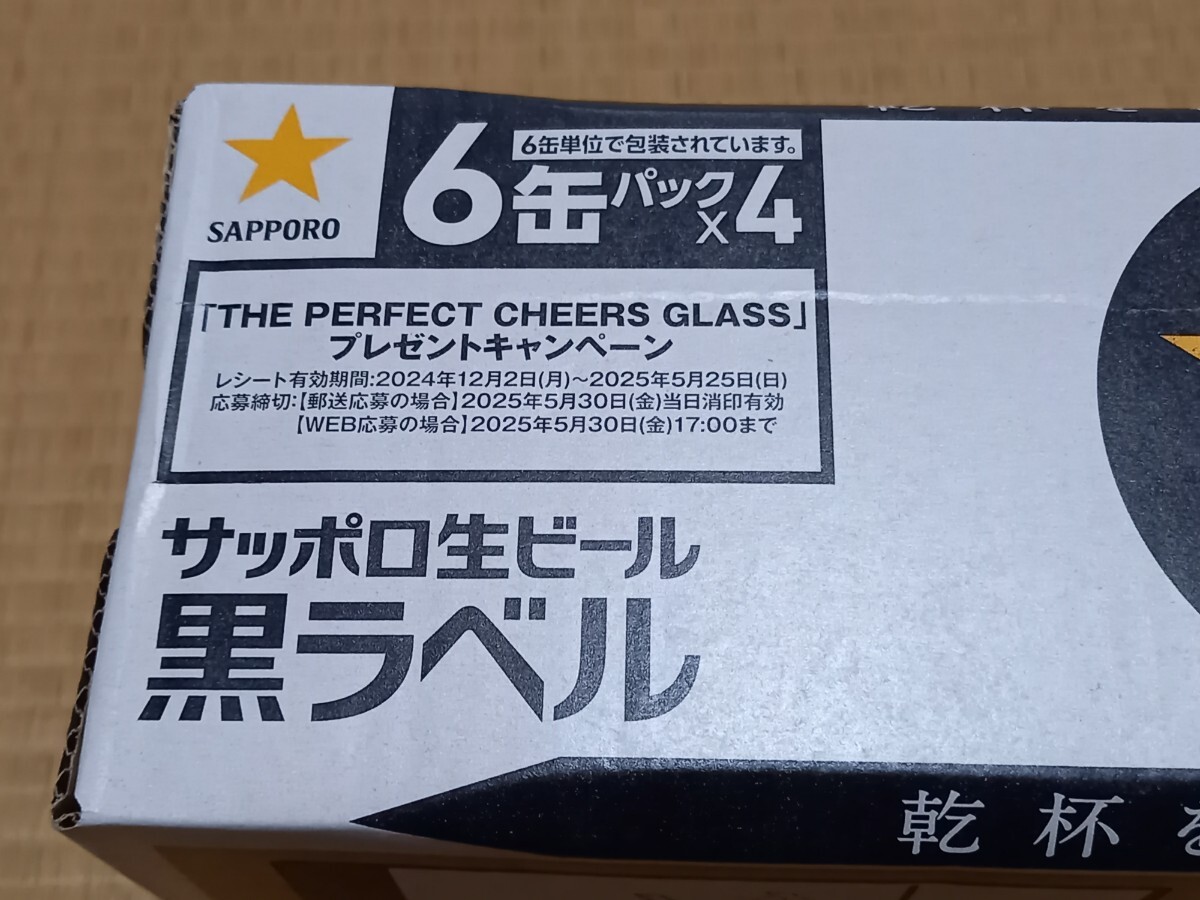 SAPPORO
6缶単位で包装されています。
6缶パック×4
「THE PERFECT CHEERS GLASS」
プレゼントキャンペーン
レシート有効期間:2024年12月2日(月)~2025年5月25日(日)
応募締切:【郵送応募の場合】2025年5月30日(金)当日消印有効
【WEB応募の場合】2025年5月30日(金)17:00まで
サッポロ生ビール
黒ラベル
乾杯を